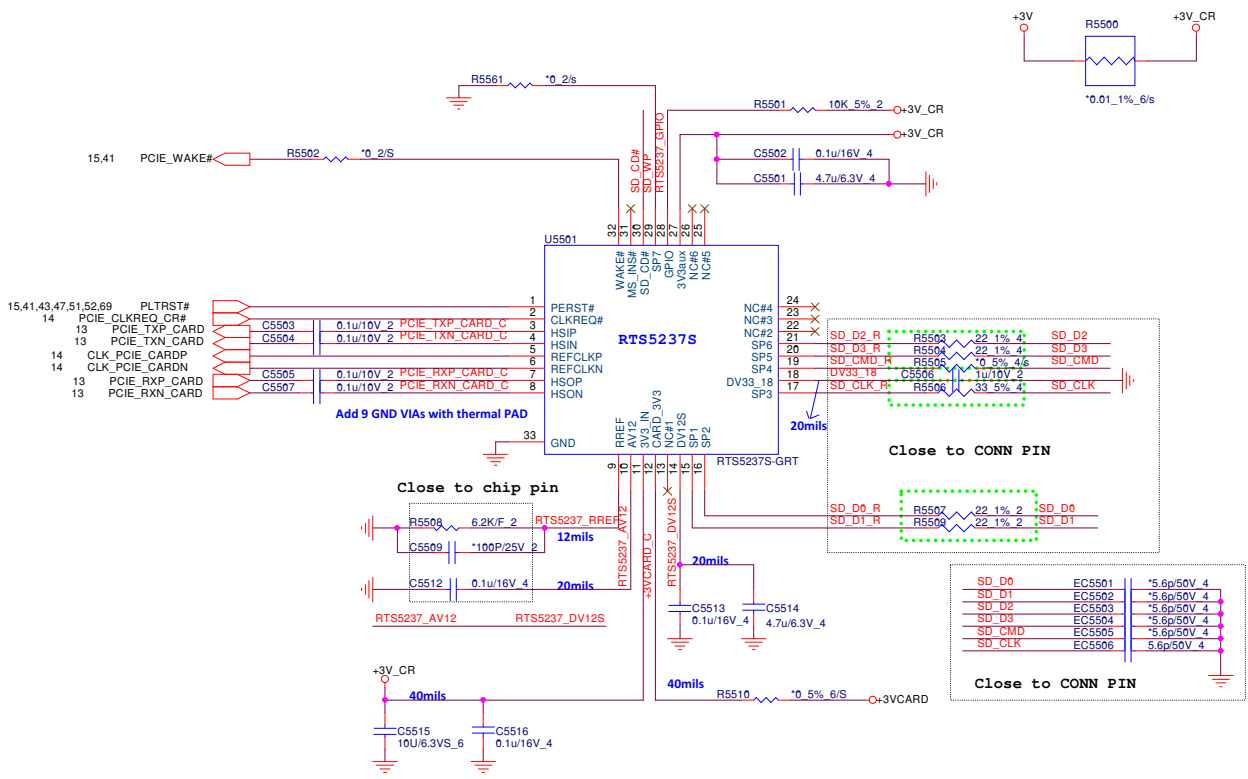 +3V
R5500
+3V_CR
*0.01_1%_6/s
R5561
*0_2/s
R5501
10K_5%_2
+3V_CR
+3V_CR
C5502
0.1u/16V_4
C5501
4.7u/6.3V_4
15,41
PCIE_WAKE#
R5502
*0_2/S
SD_CD#
SD_WP
RTS5237_GPIO
32
31
30
29
28
27
26
25
U5501
WAKE#
MS_INS#
SD_CD#
SP7
GPIO
3V3aux
NC#6
NC#5
15,41,43,47,51,52,69
PLTRST#
14
PCIE_CLKREQ_CR#
13
PCIE_TXP_CARD
13
PCIE_TXN_CARD
14
CLK_PCIE_CARDP
14
CLK_PCIE_CARDN
13
PCIE_RXP_CARD
13
PCIE_RXN_CARD
C5503
0.1u/10V_2
PCIE_TXP_CARD_C
C5504
0.1u/10V_2
PCIE_TXN_CARD_C
C5505
0.1u/10V_2
PCIE_RXP_CARD_C
C5507
0.1u/10V_2
PCIE_RXN_CARD_C
1
2
3
4
5
6
7
8
33
PERST#
CLKREQ#
HSIP
HSIN
REFCLKP
REFCLKN
HSOP
HSON
GND
RTS5237S
Add 9 GND VIAs with thermal PAD
NC#4
NC#3
NC#2
SP6
SP5
SP4
DV33_18
SP3
24
23
22
21
20
19
18
17
SD_D2_R
R5503
22_1%_4
SD_D2
SD_D3_R
R5504
22_1%_4
SD_D3
SD_CMD_R
R5505
*0_5%_4/s
SD_CMD
DV33_18
C5506
1u/10V_2
SD_CLK_R
R5506
33_5%_4
SD_CLK
20mils
Close to CONN PIN
RREF
AV12
3V3_IN
CARD_3V3
NC#1
DV12S
SP1
SP2
RTS5237S-GRT
9
10
11
12
13
14
15
16
Close to chip pin
R5508
6.2K/F_2
RTS5237_RREF
12mils
C5509
*100P/25V_2
C5512
0.1u/16V_4
20mils
RTS5237_AV12
+3VCARD_C
RTS5237_DV12S
SD_D0_R
R5507
22_1%_2
SD_D0
SD_D1_R
R5509
22_1%_2
SD_D1
20mils
C5513
0.1u/16V_4
C5514
4.7u/6.3V_4
RTS5237_AV12
RTS5237_DV12S
SD_D0
EC5501
*5.6p/50V_4
SD_D1
EC5502
*5.6p/50V_4
SD_D2
EC5503
*5.6p/50V_4
SD_D3
EC5504
*5.6p/50V_4
SD_CMD
EC5505
*5.6p/50V_4
SD_CLK
EC5506
5.6p/50V_4
Close to CONN PIN
+3V_CR
40mils
40mils
R5510
*0_5%_6/S
+3VCARD
C5515
10U/6.3VS_6
C5516
0.1u/16V_4